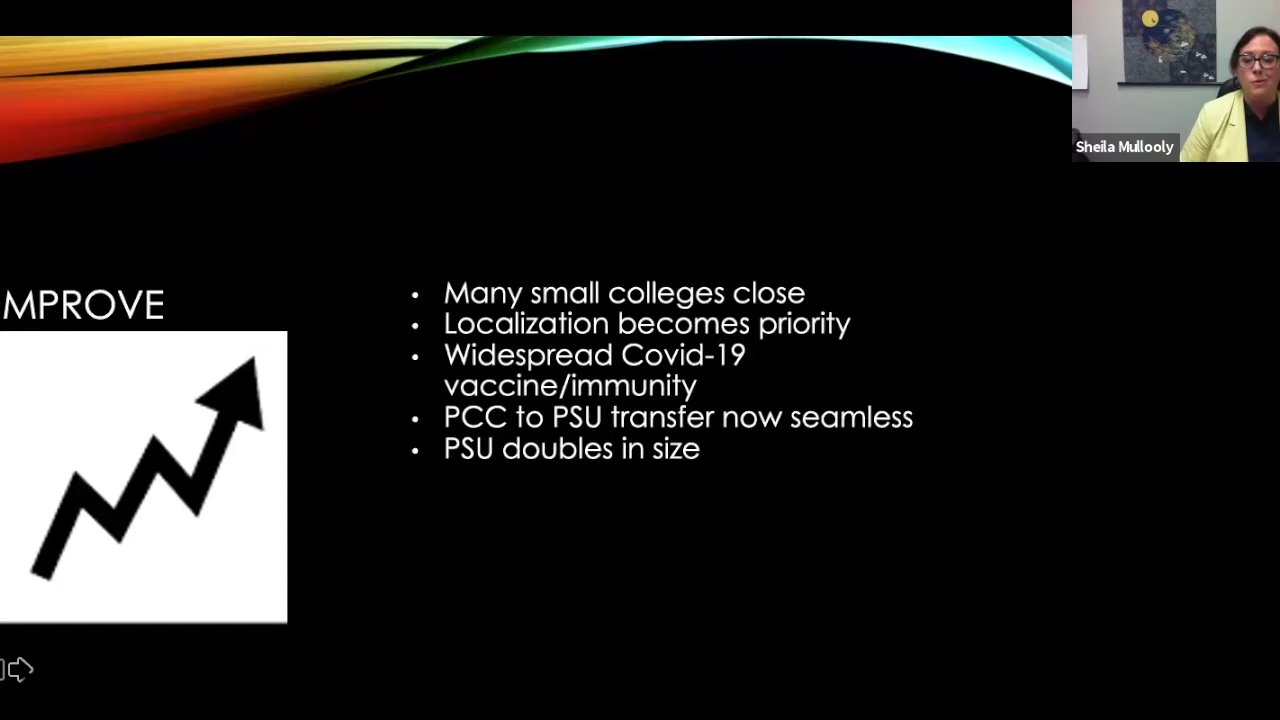 Sheila Mullooly
MPROVE
• Many small colleges close
• Localization becomes priority
• Widespread Covid-19
vaccine/immunity
• PCC to PSU transfer now seamless
• PSU doubles in size